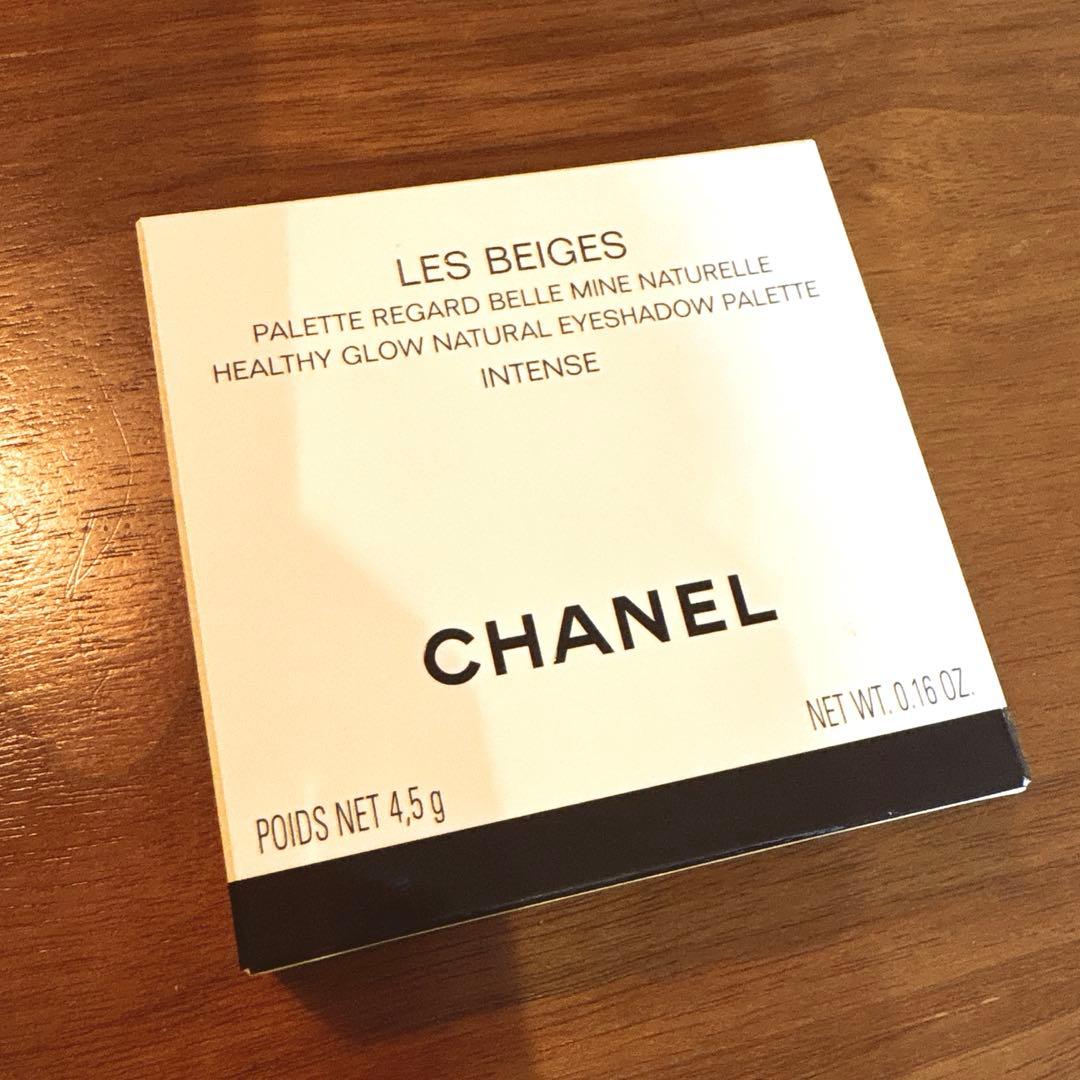 LES BEIGES
PALETTE REGARD BELLE MINE NATURELLE
HEALTHY GLOW NATURAL EYESHADOW PALETTE
INTENSE
CHANEL
NET WT. 0.16 OZ.
POIDS NET 4,5 g